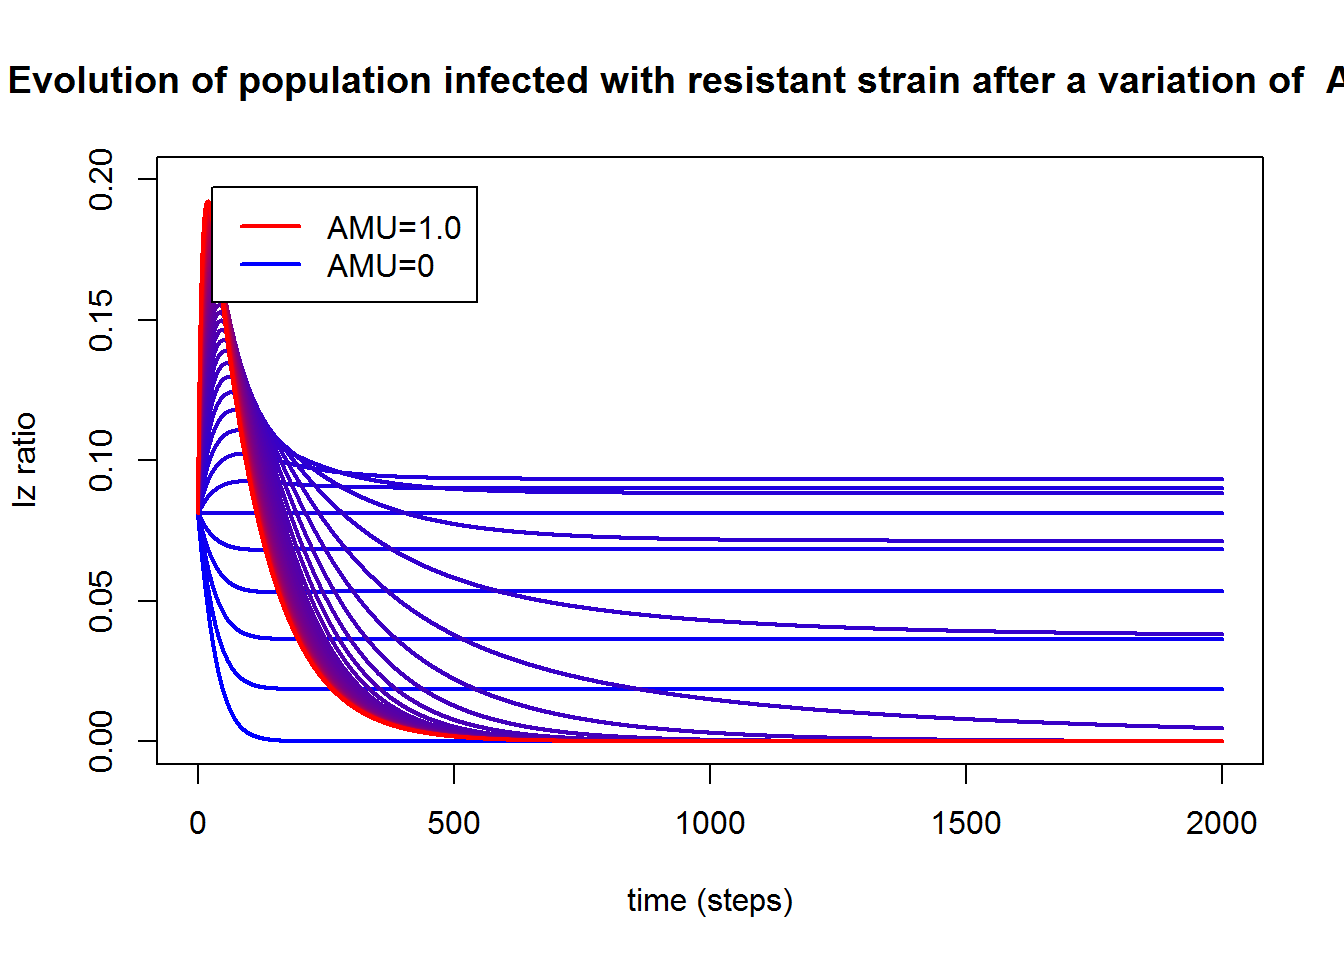 Evolution of population infected with resistant strain after a variation of A
0.20
0.15
0.10
0.05
0.00
Iz ratio
AMU=1.0
AMU=0
0 500 1000 1500 2000
time (steps)